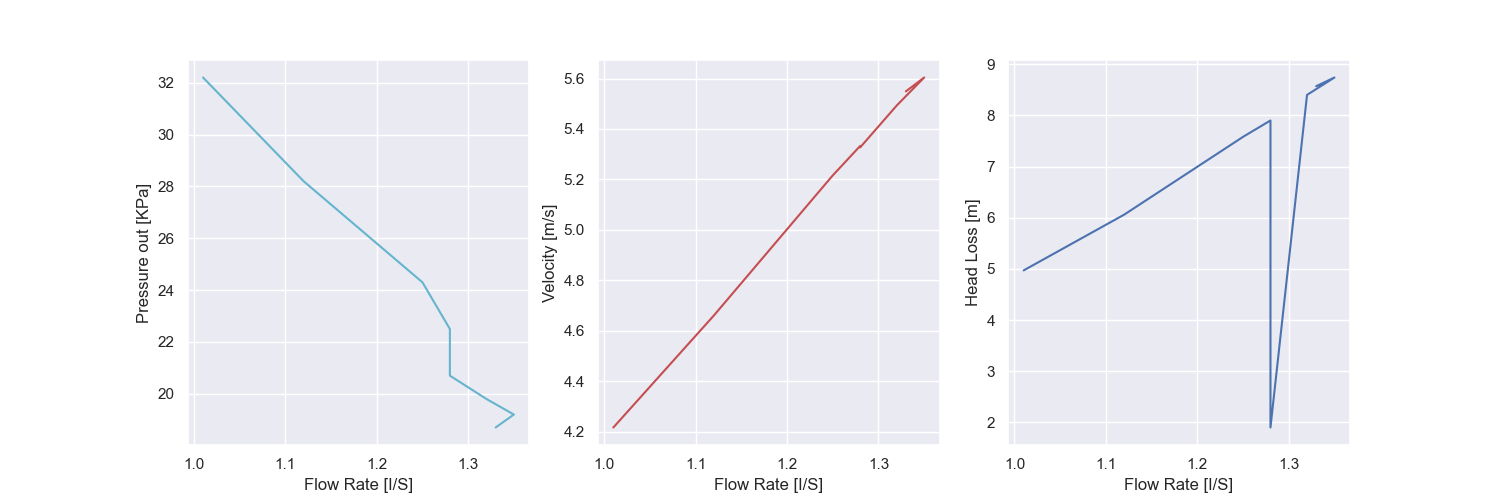 Pressure out [KPa]
32
30
28
26
24
22
20
1.0 1.1 1.2 1.3
Flow Rate [l/S]
Velocity [m/s]
5.6
5.4
5.2
5.0
4.8
4.6
4.4
4.2
1.0 1.1 1.2 1.3
Flow Rate [l/S]
Head Loss [m]
9
8
7
6
5
4
3
2
1.0 1.1 1.2 1.3
Flow Rate [l/S]